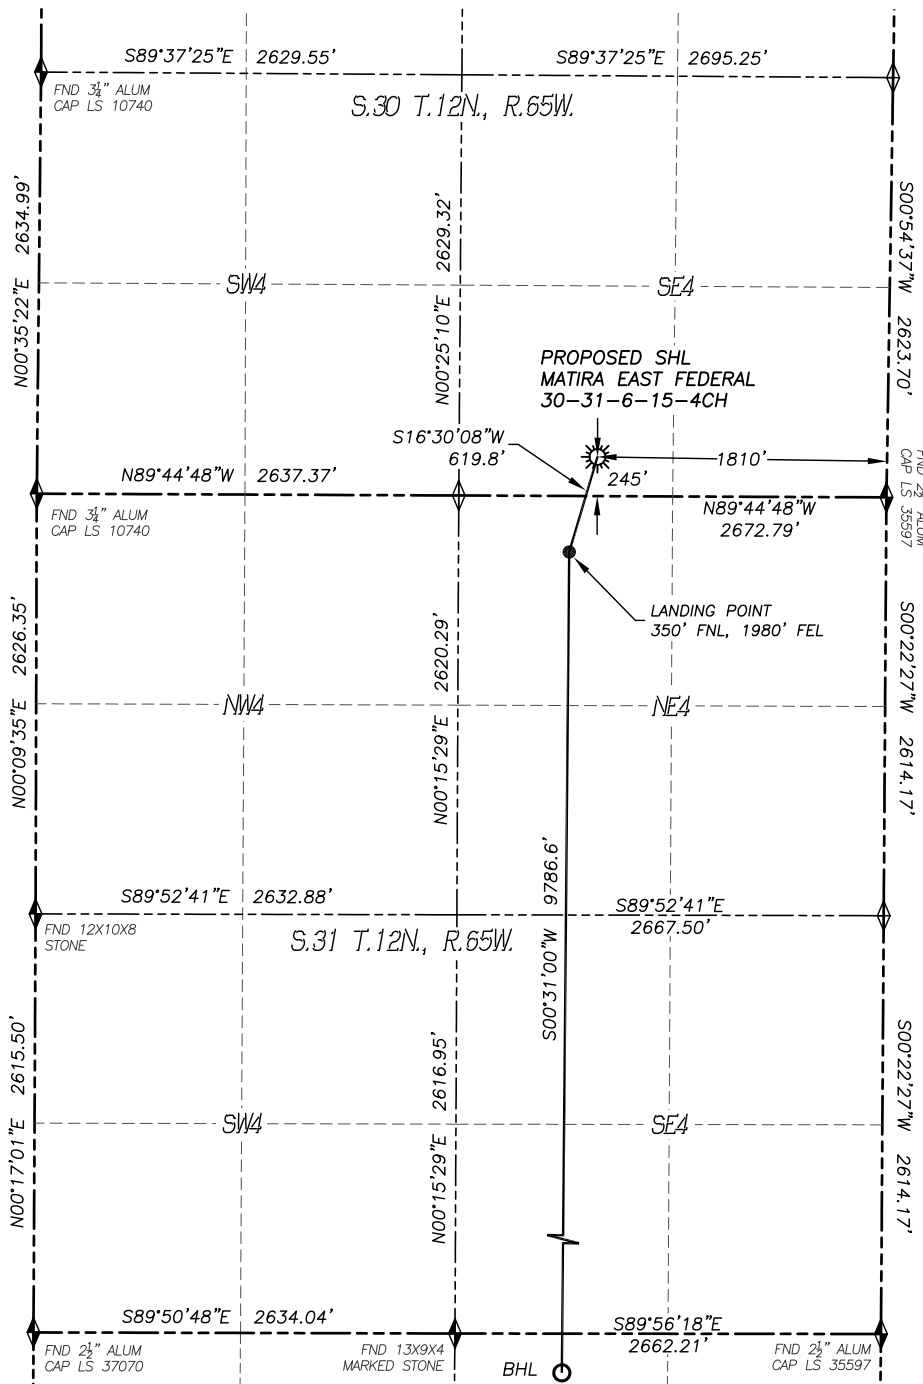 S89°37'25"E 2629.55'
S89°37'25"E 2695.25'
FND 3¼" ALUM
CAP LS 10740
S.30 T.12N., R.65W.
N00°35'22"E 2634.99'
N00°25'10"E 2629.32'
S00°54'37"W 2623.70'
SW4
SE4
PROPOSED SHL
MATIRA EAST FEDERAL
30-31-6-15-4CH
S16°30'08"W
619.8'
1810'
245'
N89°44'48"W 2637.37'
N89°44'48"W
2672.79'
FND 2½" ALUM
CAP LS 35597
FND 3¼" ALUM
CAP LS 10740
LANDING POINT
350' FNL, 1980' FEL
N00°09'35"E 2626.35'
N00°15'29"E 2620.29'
S00°22'27"W 2614.17'
NW4
NE4
S89°52'41"E 2632.88'
S89°52'41"E
2667.50'
FND 12X10X8
STONE
S.31 T.12N., R.65W.
S00°31'00"W 9786.6'
N00°17'01"E 2615.50'
N00°15'29"E 2616.95'
S00°22'27"W 2614.17'
SW4
SE4
S89°50'48"E 2634.04'
S89°56'18"E
2662.21'
FND 2½" ALUM
CAP LS 37070
FND 13X9X4
MARKED STONE
BHL
FND 2½" ALUM
CAP LS 35597